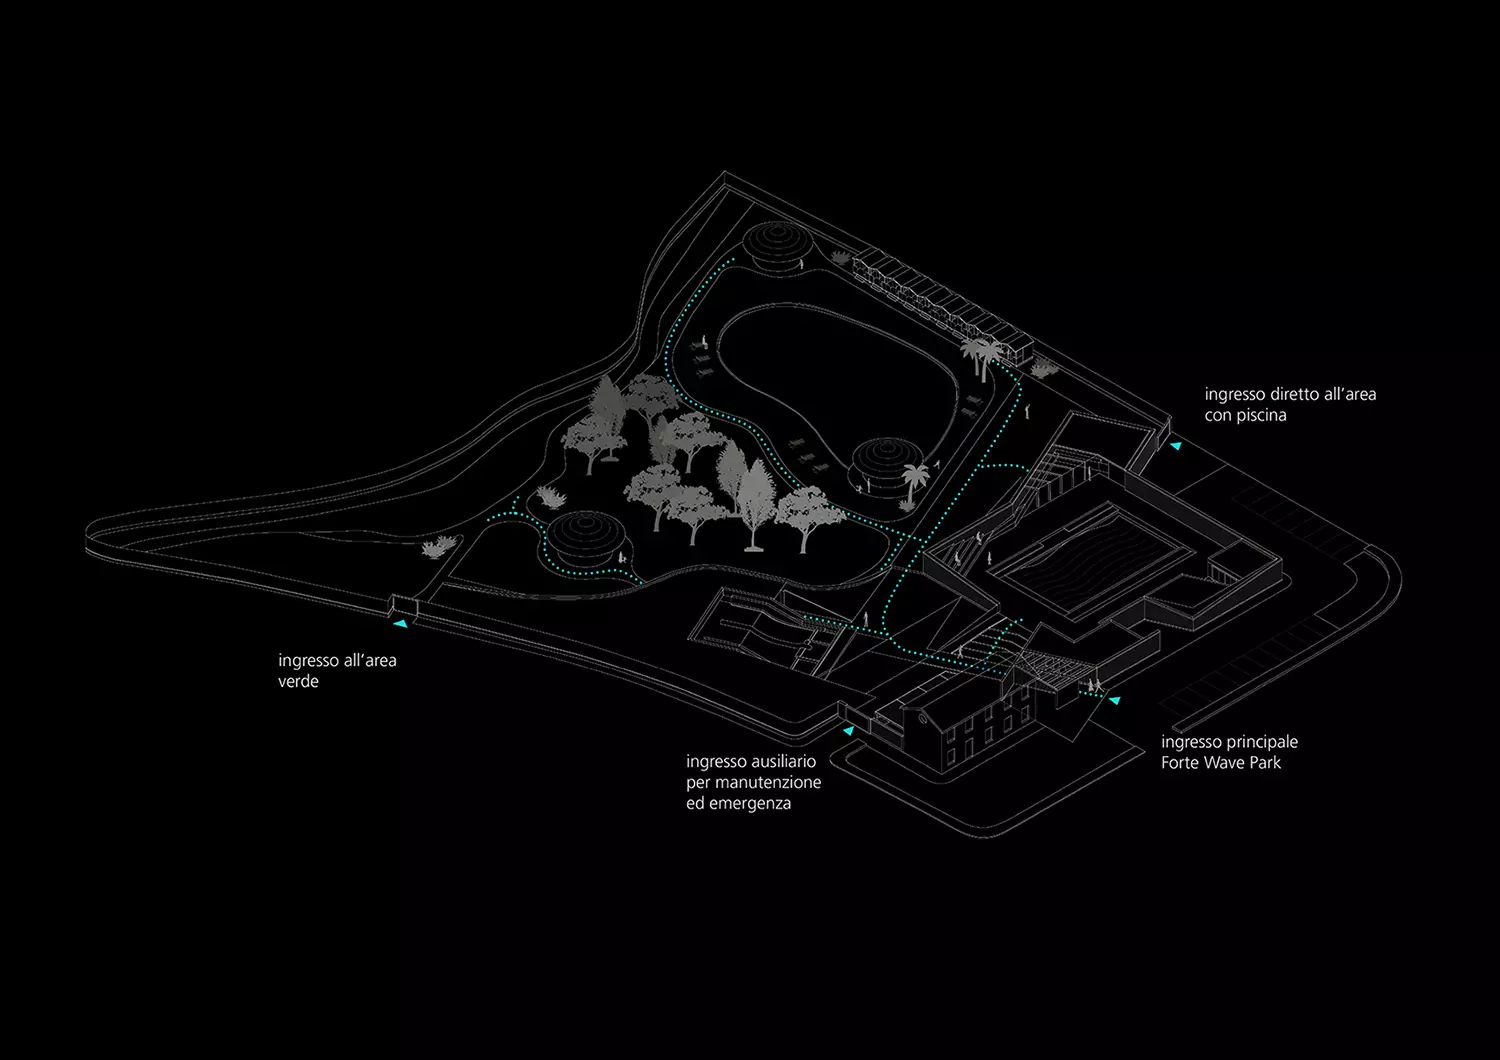 ingresso diretto all'area
con piscina
ingresso all'area
verde
ingresso ausiliario
per manutenzione
ed emergenza
ingresso principale
Forte Wave Park